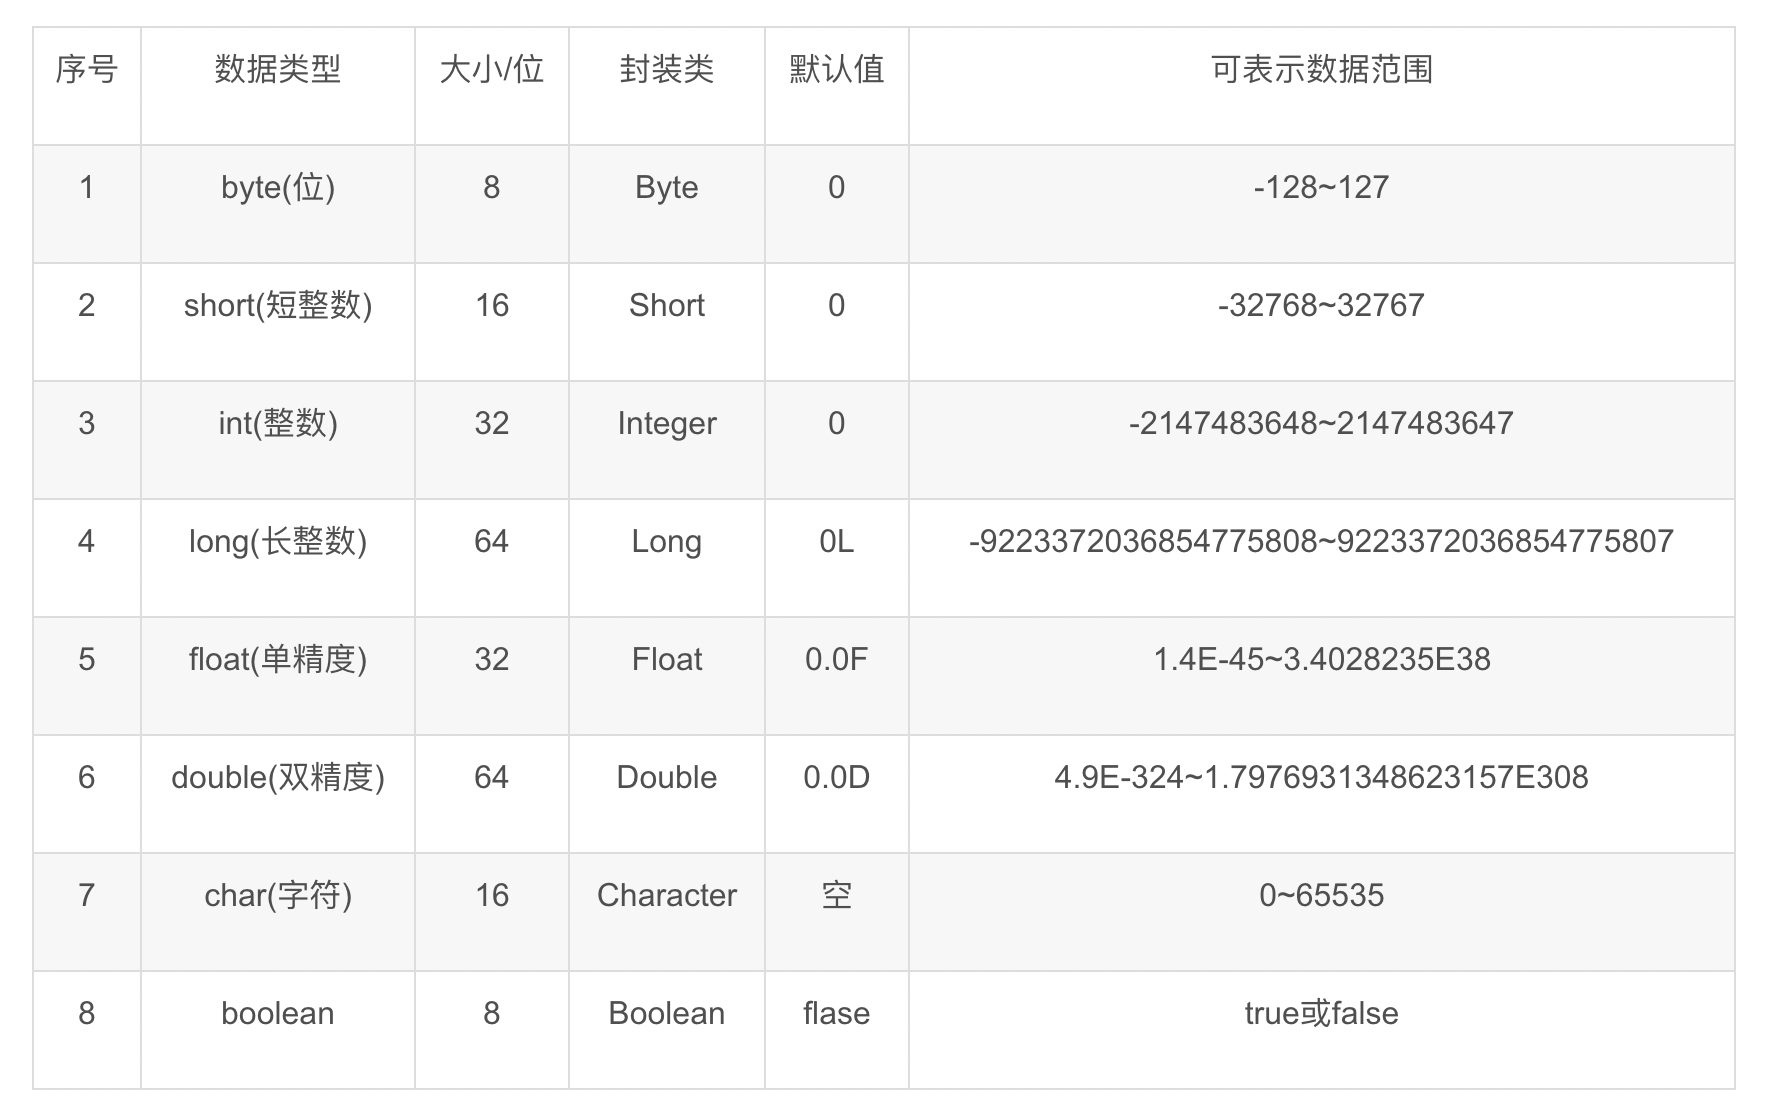 序号 数据类型 大小/位 封装类 默认值 可表示数据范围
1 byte(位) 8 Byte 0 -128~127
2 short(短整数) 16 Short 0 -32768~32767
3 int(整数) 32 Integer 0 -2147483648~2147483647
4 long(长整数) 64 Long 0L -9223372036854775808~9223372036854775807
5 float(单精度) 32 Float 0.0F 1.4E-45~3.4028235E38
6 double(双精度) 64 Double 0.0D 4.9E-324~1.7976931348623157E308
7 char(字符) 16 Character 空 0~65535
8 boolean 8 Boolean flase true或false